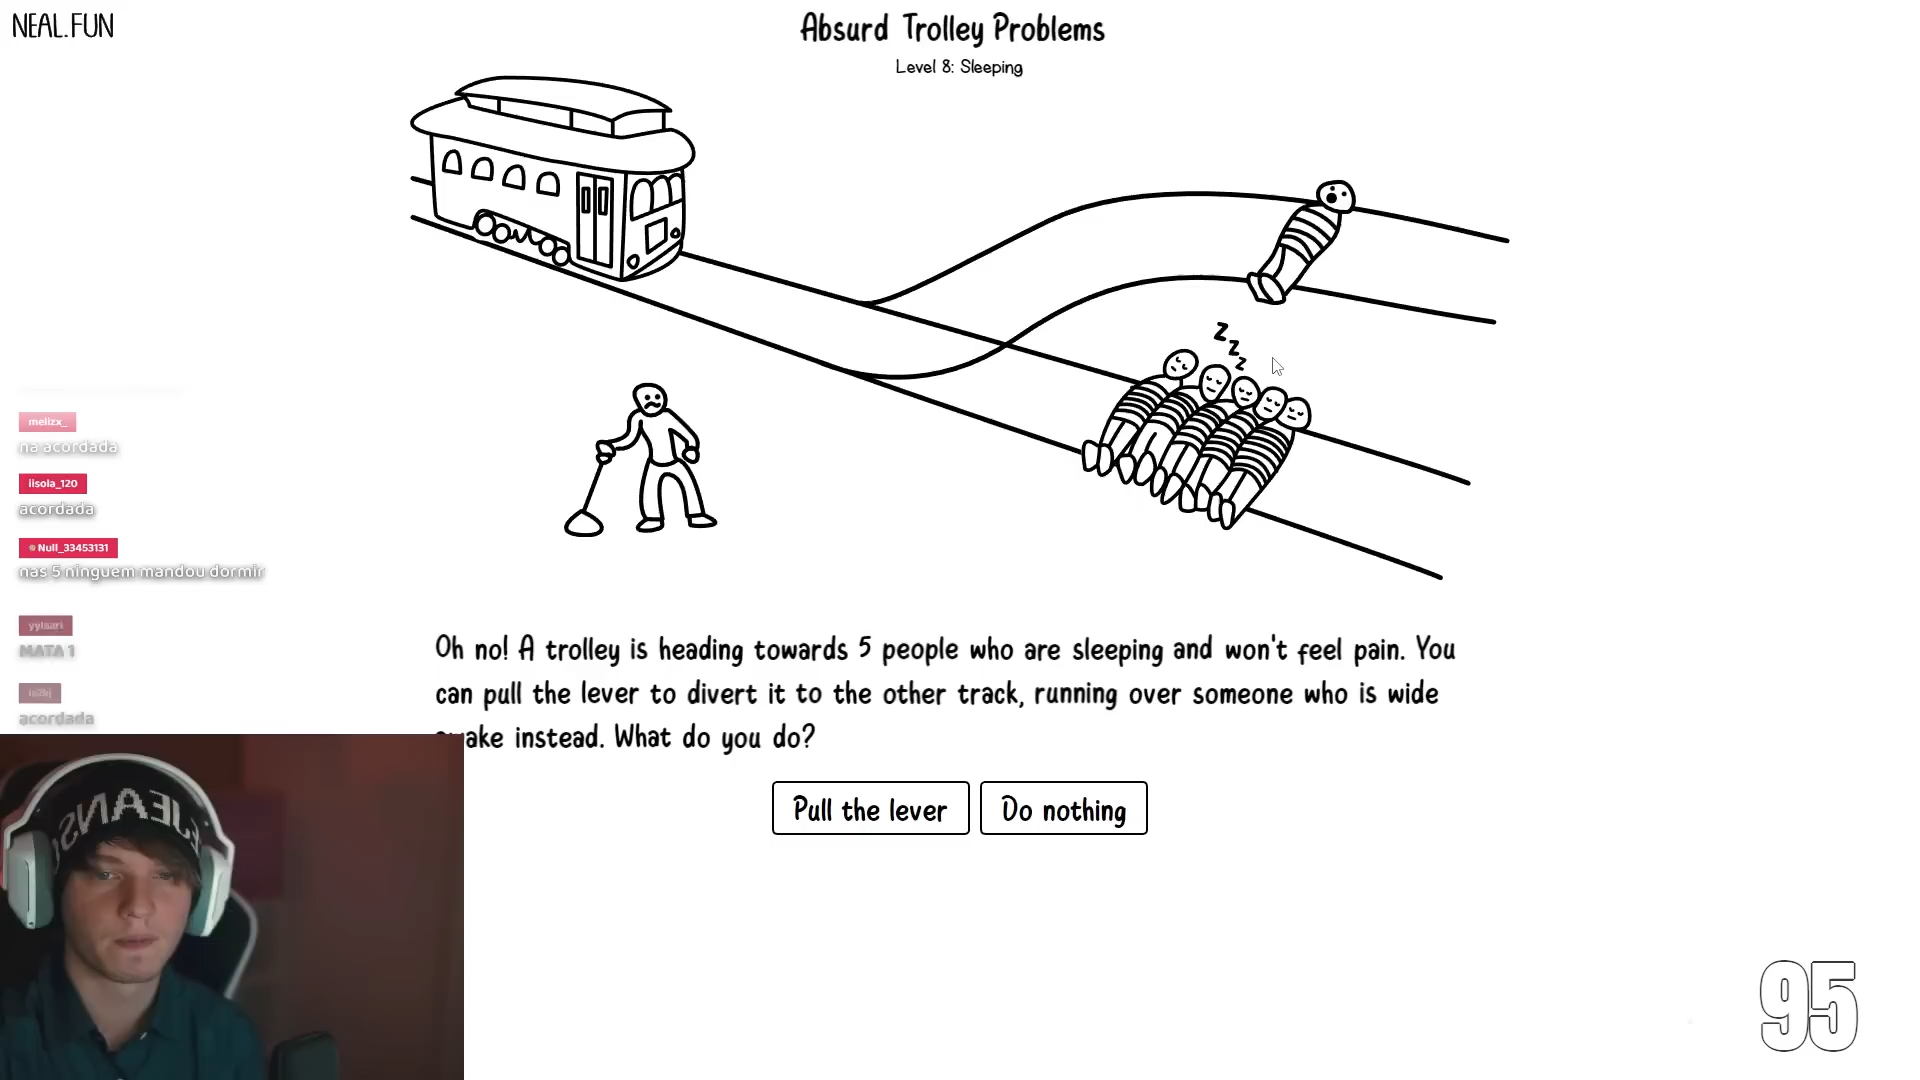 NEAL.FUN
Absurd Trolley Problems
Level 8: Sleeping
z
z
z
melizx_
na acordada
iisola_120
acordada
Null_33453131
nas 5 ninguem mandou dormir
MATA 1
acordada
Oh no! A trolley is heading towards 5 people who are sleeping and won't feel pain. You
can pull the lever to divert it to the other track, running over someone who is wide
instead. What do you do?
Pull the lever
Do nothing
JEANS
95